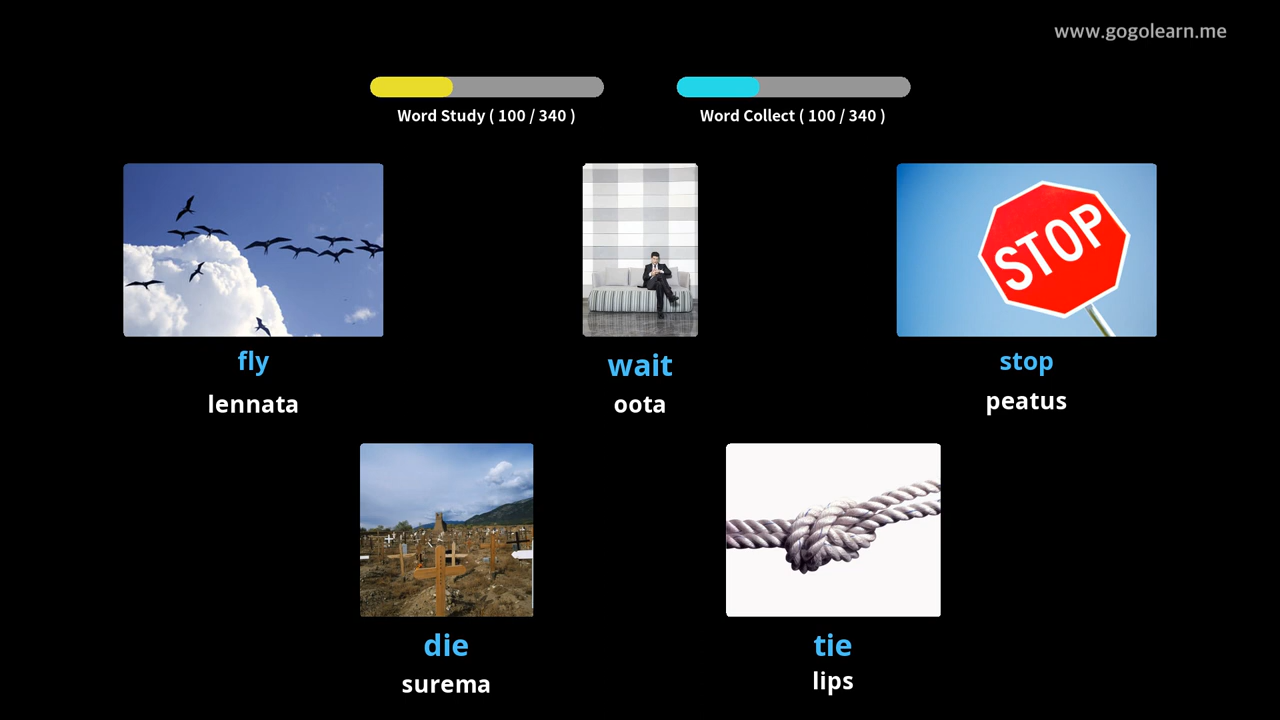 www.gogolearn.me
Word Study ( 100 / 340 )
Word Collect ( 100 / 340 )
STOP
fly
wait
stop
lennata
oota
peatus
die
tie
surema
lips